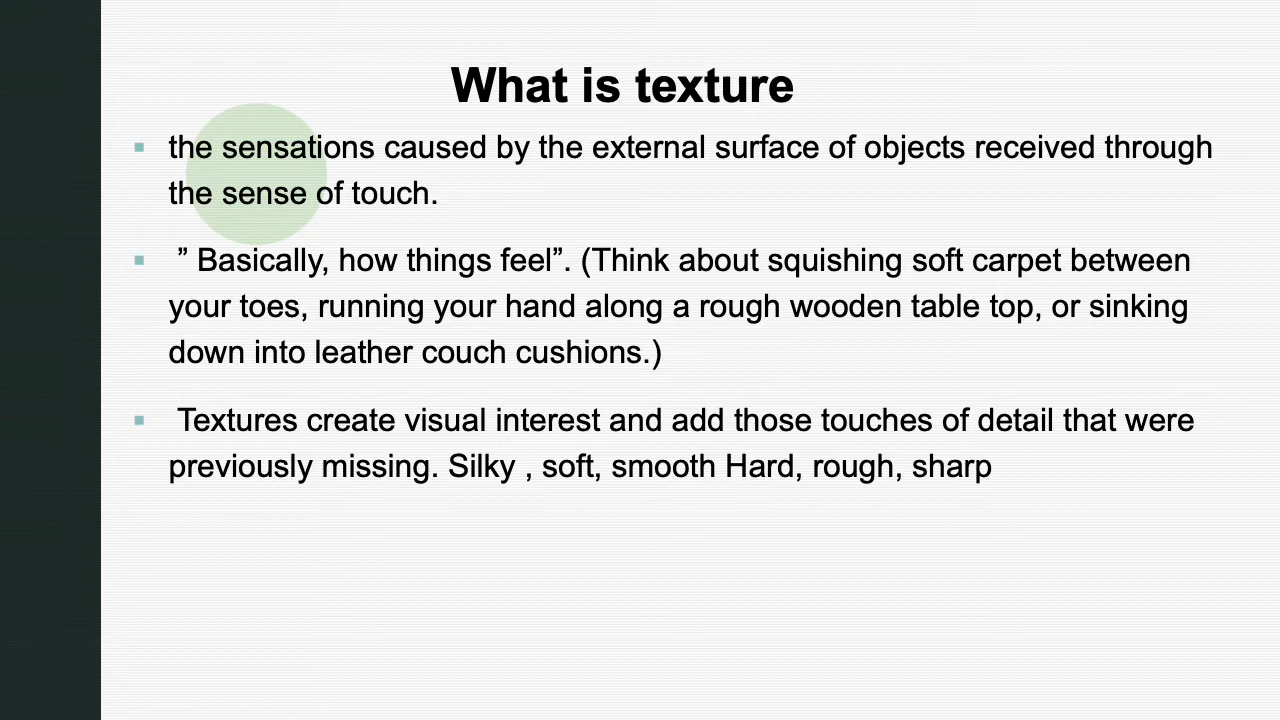 What is texture
▪ the sensations caused by the external surface of objects received through
the sense of touch.
▪ ” Basically, how things feel”. (Think about squishing soft carpet between
your toes, running your hand along a rough wooden table top, or sinking
down into leather couch cushions.)
▪ Textures create visual interest and add those touches of detail that were
previously missing. Silky , soft, smooth Hard, rough, sharp